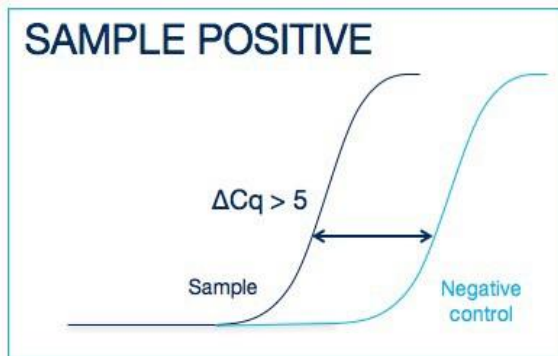 SAMPLE POSITIVE
ΔCq > 5
Sample
Negative
control